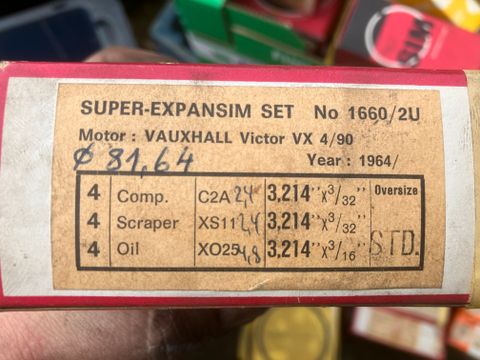 SIM
SUPER-EXPANSIM SET No 1660/2U
Motor : VAUXHALL Victor VX 4/90
Ø 81,64 Year : 1964/
Oversize
4 Comp. C2A 2,4 3,214" x 3/32"
4 Scraper XS11 2,4 3,214" x 3/32"
4 Oil XO25 4,8 3,214" x 3/16" STD.